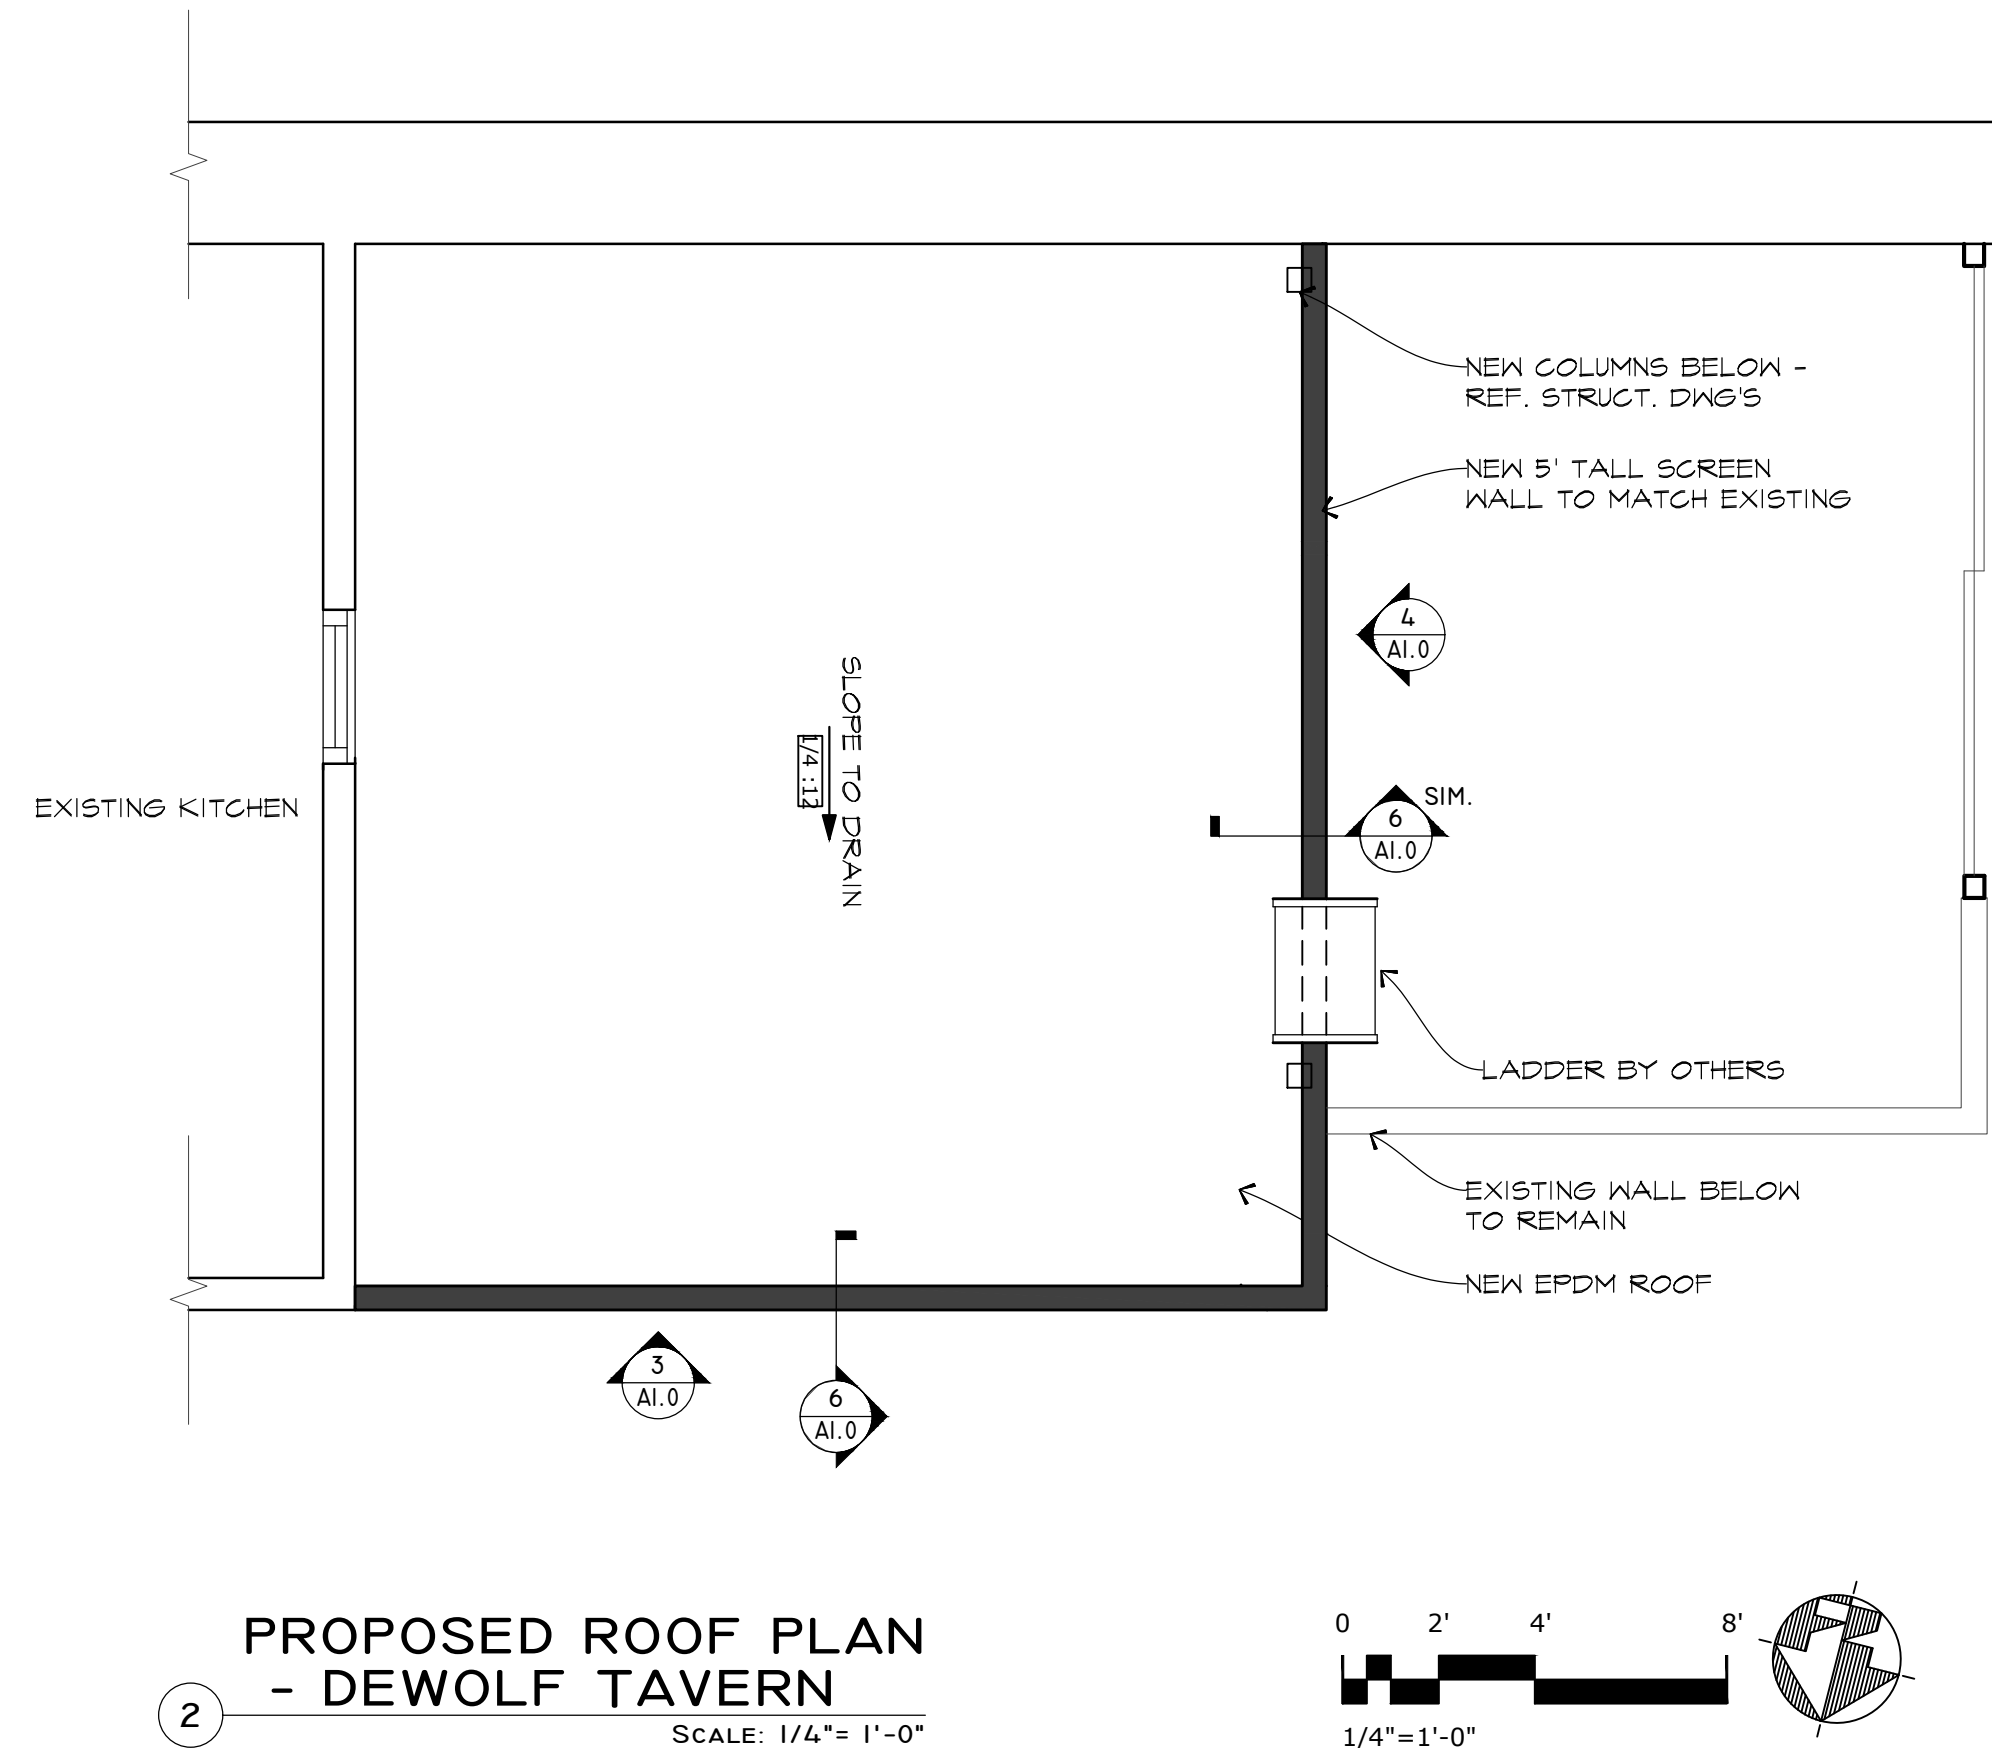 NEW COLUMNS BELOW -
REF. STRUCT. DWG'S
NEW 5' TALL SCREEN
WALL TO MATCH EXISTING
4
A1.0
SLOPE TO DRAIN
1/4 :12
EXISTING KITCHEN
SIM.
6
A1.0
LADDER BY OTHERS
EXISTING WALL BELOW
TO REMAIN
NEW EPDM ROOF
3
A1.0
6
A1.0
PROPOSED ROOF PLAN
- DEWOLF TAVERN
2
SCALE: 1/4"= 1'-0"
0 2' 4' 8'
1/4"=1'-0"